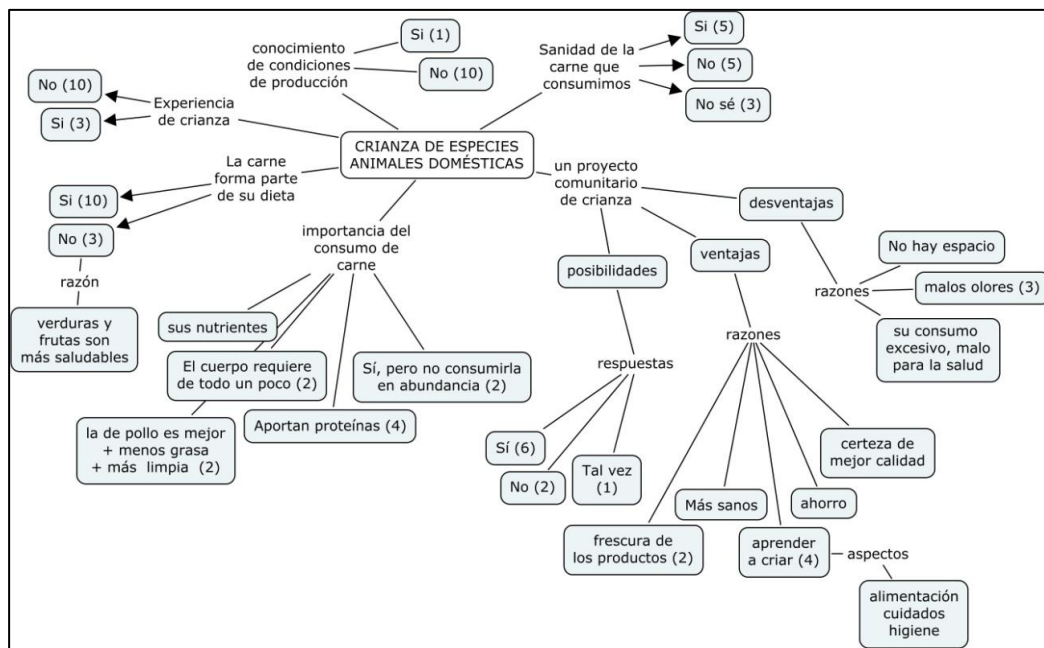 CRIANZA DE ESPECIES
ANIMALES DOMÉSTICAS
conocimiento
de condiciones
de producción
Si (1)
No (10)
Sanidad de la
carne que
consumimos
Si (5)
No (5)
No sé (3)
Experiencia
de crianza
No (10)
Si (3)
La carne
forma parte
de su dieta
Si (10)
No (3)
razón
verduras y
frutas son
más saludables
importancia del
consumo de
carne
sus nutrientes
El cuerpo requiere
de todo un poco (2)
la de pollo es mejor
+ menos grasa
+ más limpia (2)
Aportan proteínas (4)
Sí, pero no consumirla
en abundancia (2)
un proyecto
comunitario
de crianza
posibilidades
respuestas
Sí (6)
No (2)
Tal vez
(1)
ventajas
razones
frescura de
los productos (2)
Más sanos
aprender
a criar (4)
aspectos
alimentación
cuidados
higiene
ahorro
certeza de
mejor calidad
desventajas
razones
No hay espacio
malos olores (3)
su consumo
excesivo, malo
para la salud